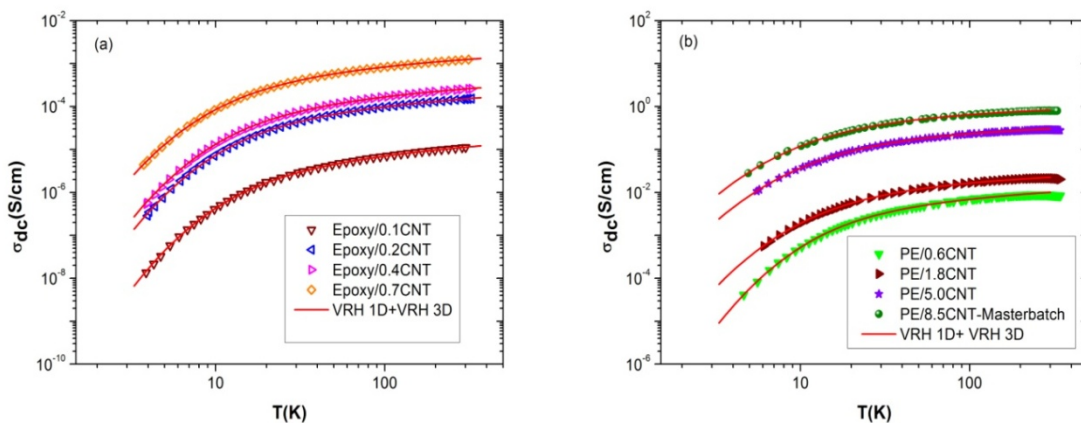 (a)
10^-2
10^-4
10^-6
10^-8
10^-10
σdc(S/cm)
Epoxy/0.1CNT
Epoxy/0.2CNT
Epoxy/0.4CNT
Epoxy/0.7CNT
VRH 1D+VRH 3D
10
100
T(K)
(b)
10^2
10^0
10^-2
10^-4
10^-6
σdc(S/cm)
PE/0.6CNT
PE/1.8CNT
PE/5.0CNT
PE/8.5CNT-Masterbatch
VRH 1D+ VRH 3D
10
100
T(K)